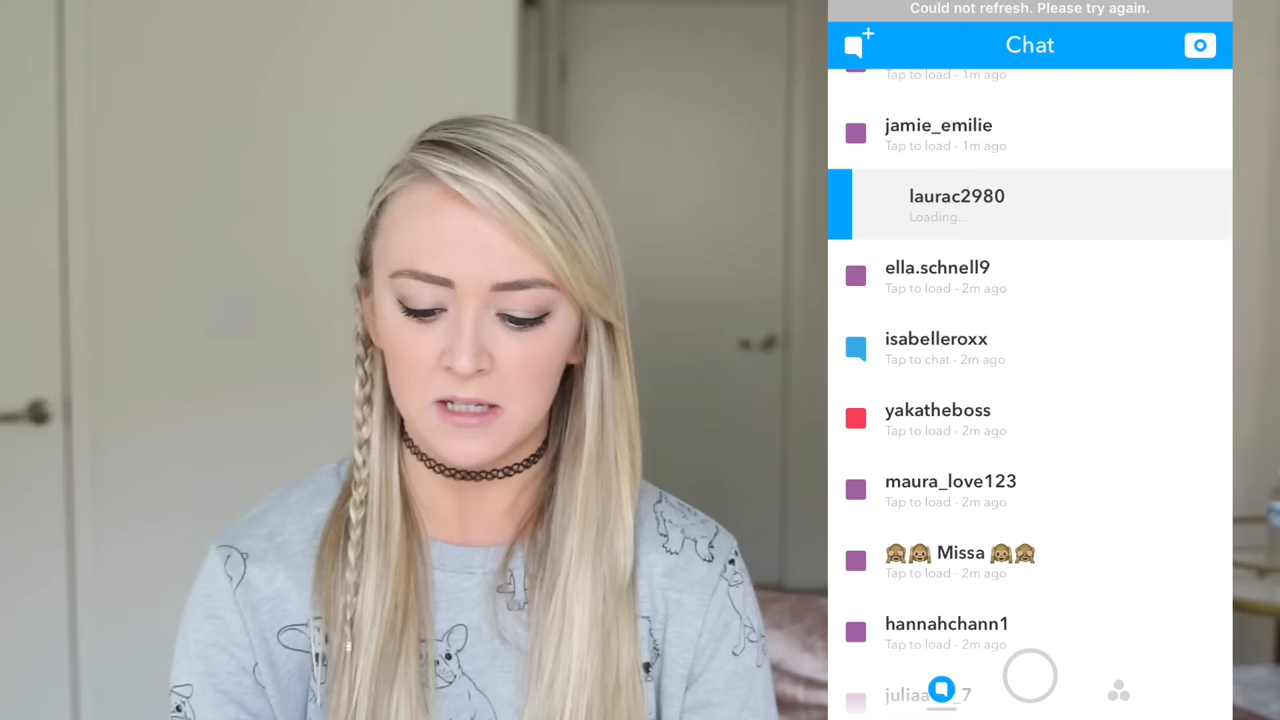 Could not refresh. Please try again.
Chat
Tap to load - 1m ago
jamie_emilie
Tap to load - 1m ago
laurac2980
Loading...
ella.schnell9
Tap to load - 2m ago
isabelleroxx
Tap to chat - 2m ago
yakatheboss
Tap to load - 2m ago
maura_love123
Tap to load - 2m ago
🙈🙈 Missa 🙈🙈
Tap to load - 2m ago
hannahchann1
Tap to load - 2m ago